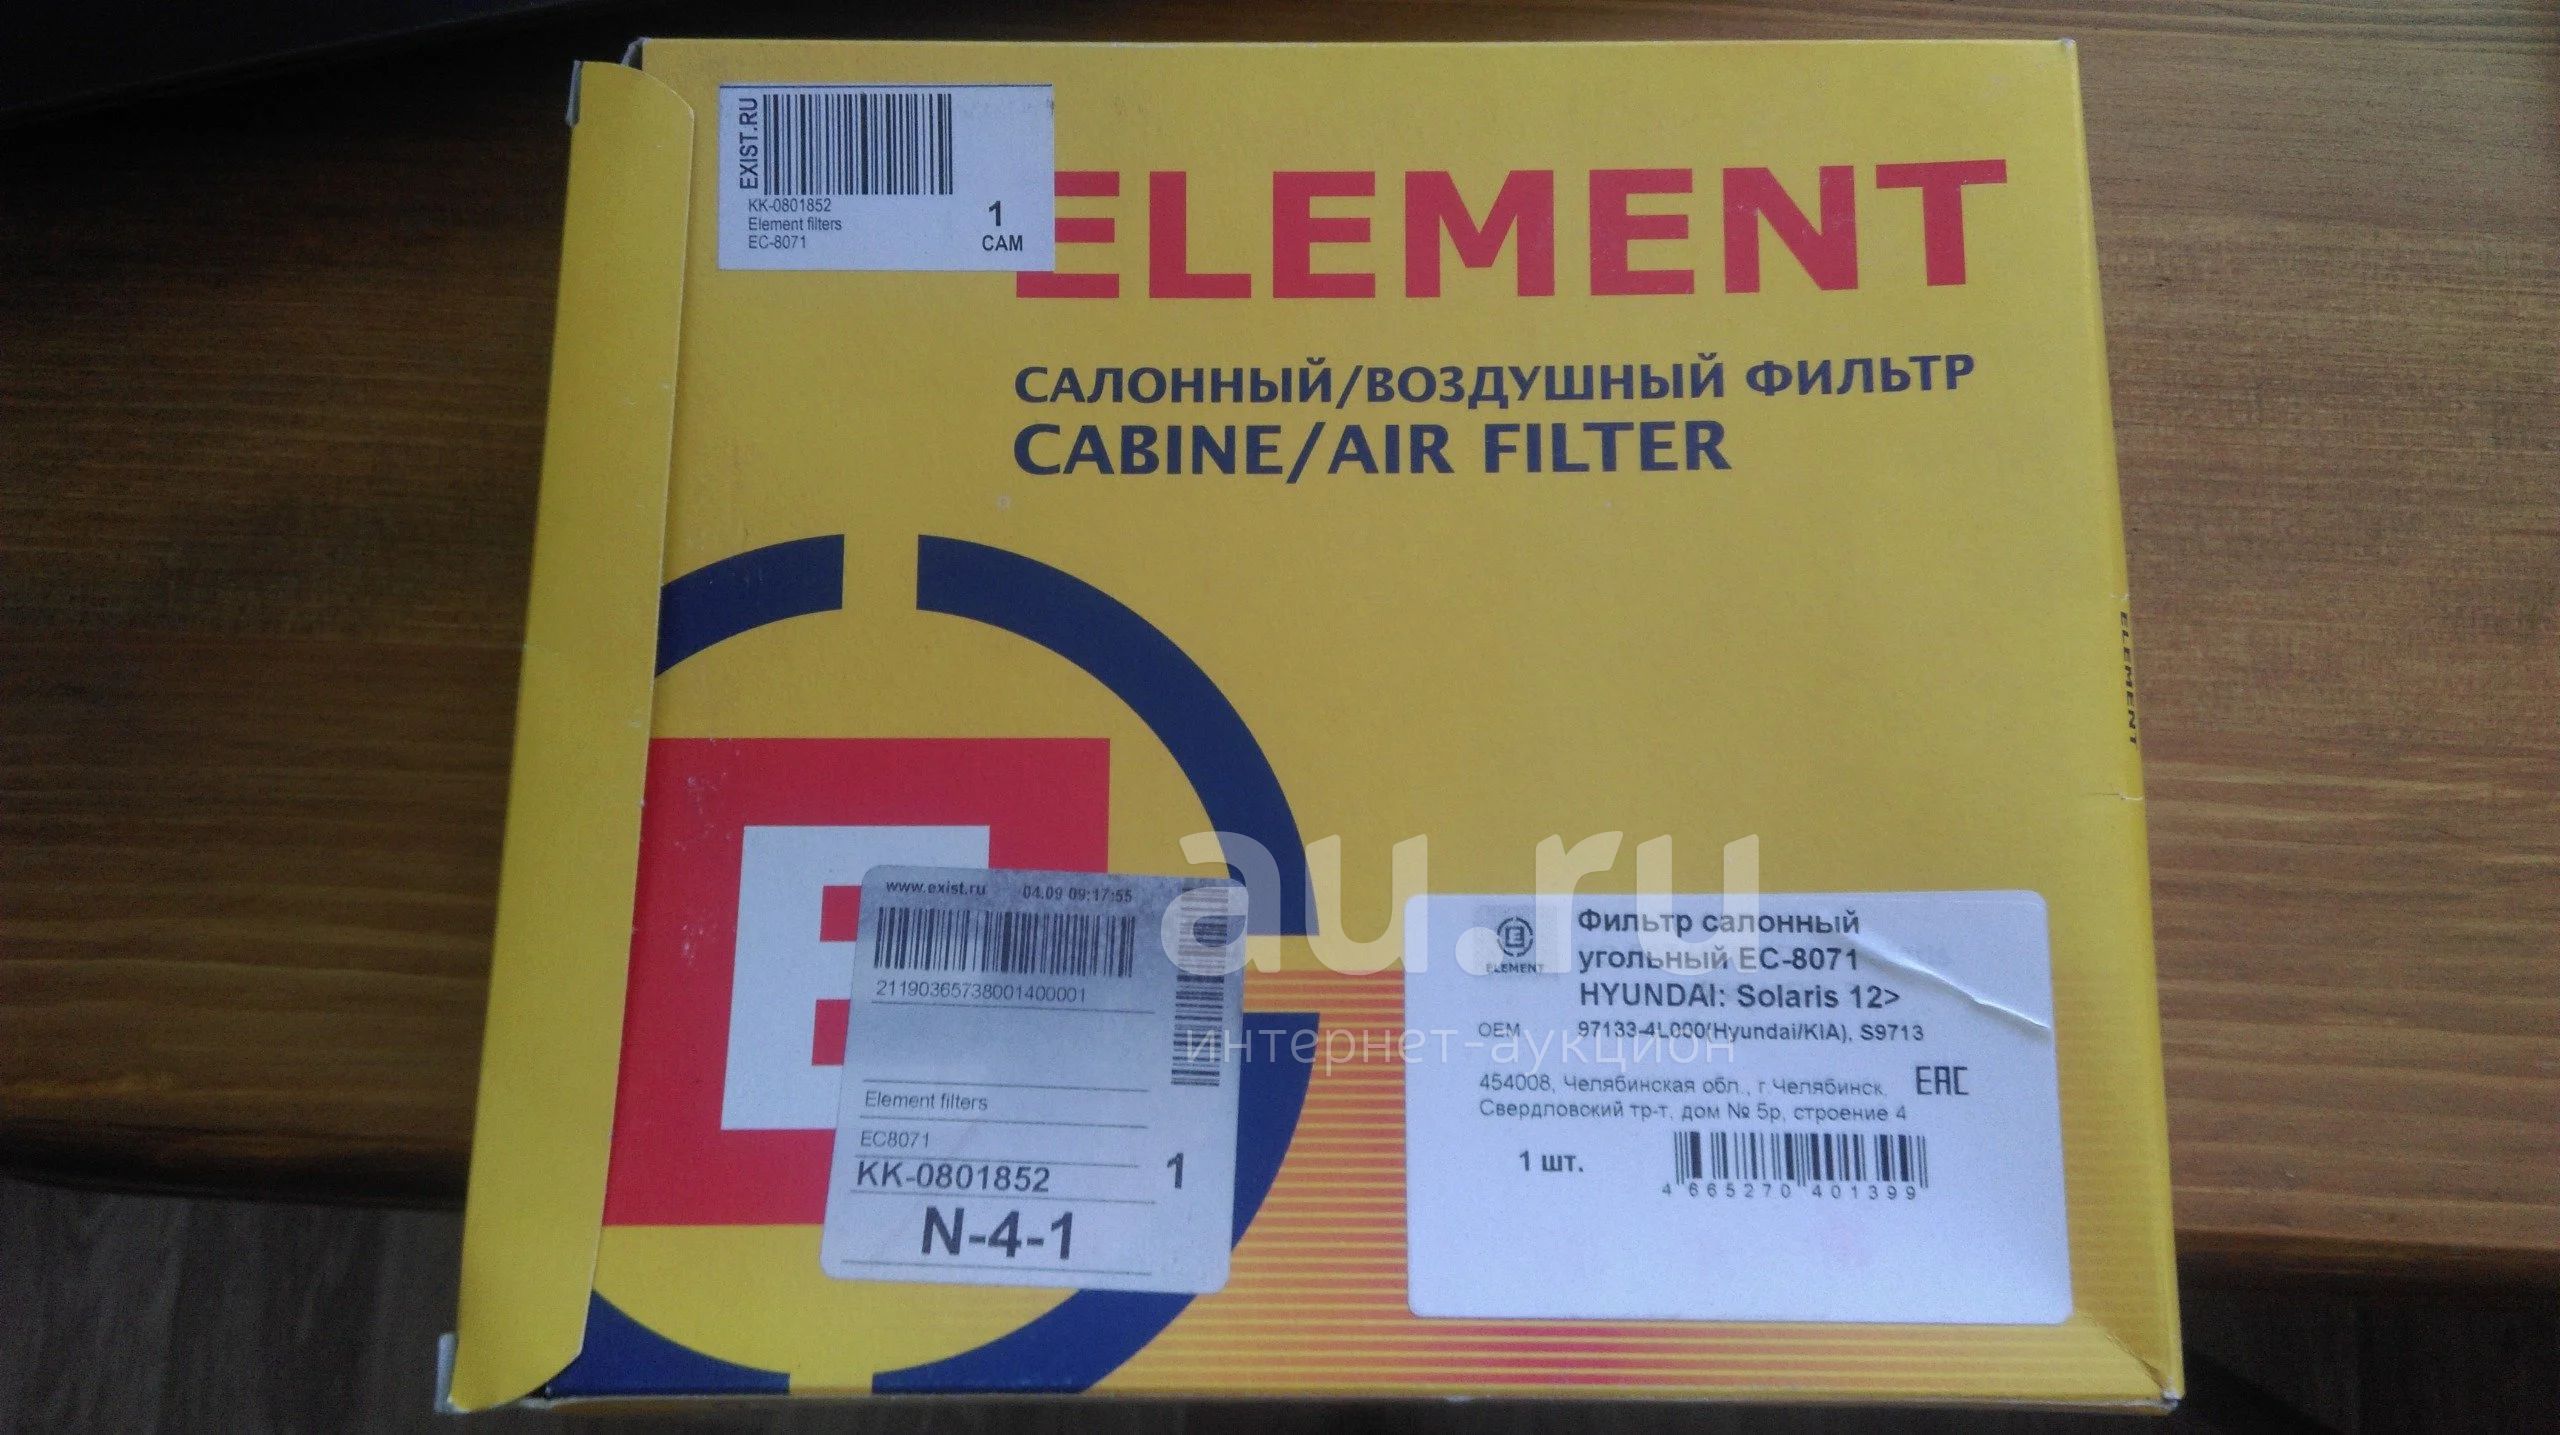 EXIST.RU
KK-0801852
Element filters
EC-8071
1
CAM
ELEMENT
САЛОННЫЙ/ВОЗДУШНЫЙ ФИЛЬТР
CABINE/AIR FILTER
ELEMENT
E
www.exist.ru 04.09 09:17:55
21190365738001400001
Element filters
EC8071
KK-0801852
1
N-4-1
ELEMENT
Фильтр салонный
угольный EC-8071
HYUNDAI: Solaris 12>
OEM 97133-4L000(Hyundai/KIA), S9713
454008, Челябинская обл., г.Челябинск,
Свердловский тр-т, дом № 5р, строение 4
EAC
1 шт.
4 665270 401399
au.ru
интернет-аукцион